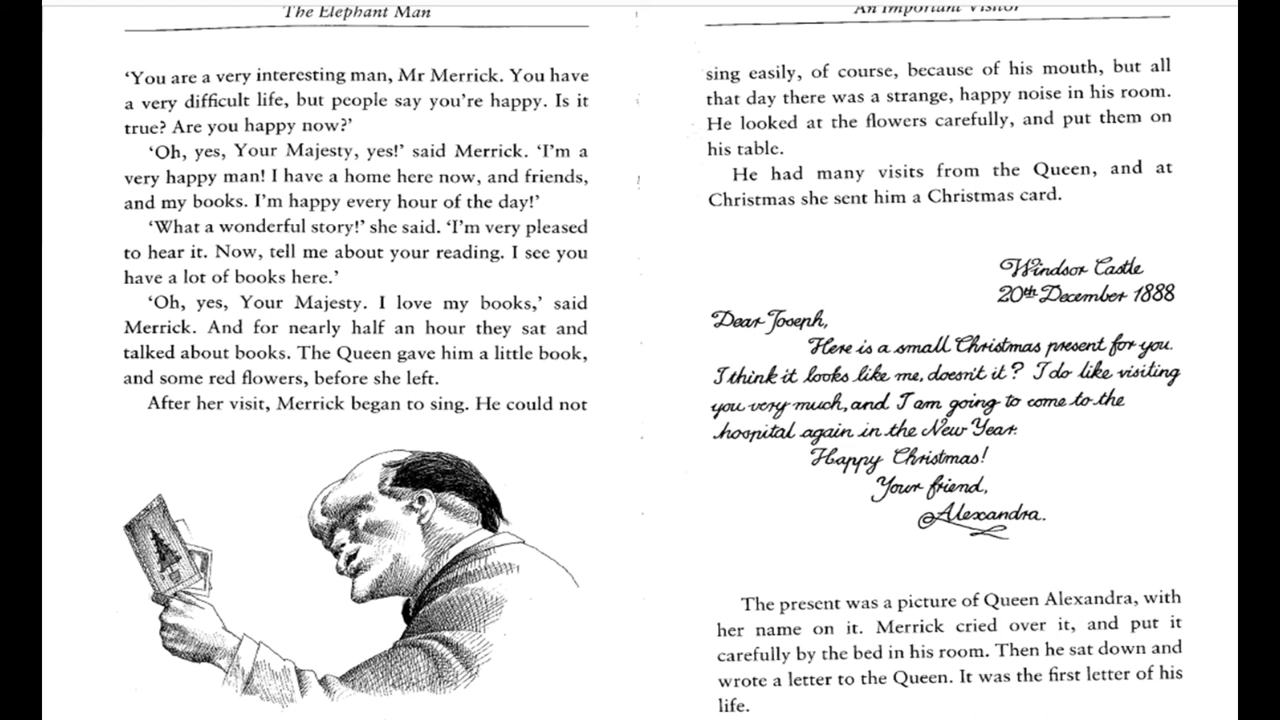 The Elephant Man
‘You are a very interesting man, Mr Merrick. You have
a very difficult life, but people say you’re happy. Is it
true? Are you happy now?’
‘Oh, yes, Your Majesty, yes!’ said Merrick. ‘I’m a
very happy man! I have a home here now, and friends,
and my books. I’m happy every hour of the day!’
‘What a wonderful story!’ she said. ‘I’m very pleased
to hear it. Now, tell me about your reading. I see you
have a lot of books here.’
‘Oh, yes, Your Majesty. I love my books,’ said
Merrick. And for nearly half an hour they sat and
talked about books. The Queen gave him a little book,
and some red flowers, before she left.
After her visit, Merrick began to sing. He could not
An Important Visitor
sing easily, of course, because of his mouth, but all
that day there was a strange, happy noise in his room.
He looked at the flowers carefully, and put them on
his table.
He had many visits from the Queen, and at
Christmas she sent him a Christmas card.
Windsor Castle
20th December 1888
Dear Joseph,
Here is a small Christmas present for you.
I think it looks like me, doesn't it? I do like visiting
you very much, and I am going to come to the
hospital again in the New Year.
Happy Christmas!
Your friend,
Alexandra.
The present was a picture of Queen Alexandra, with
her name on it. Merrick cried over it, and put it
carefully by the bed in his room. Then he sat down and
wrote a letter to the Queen. It was the first letter of his
life.